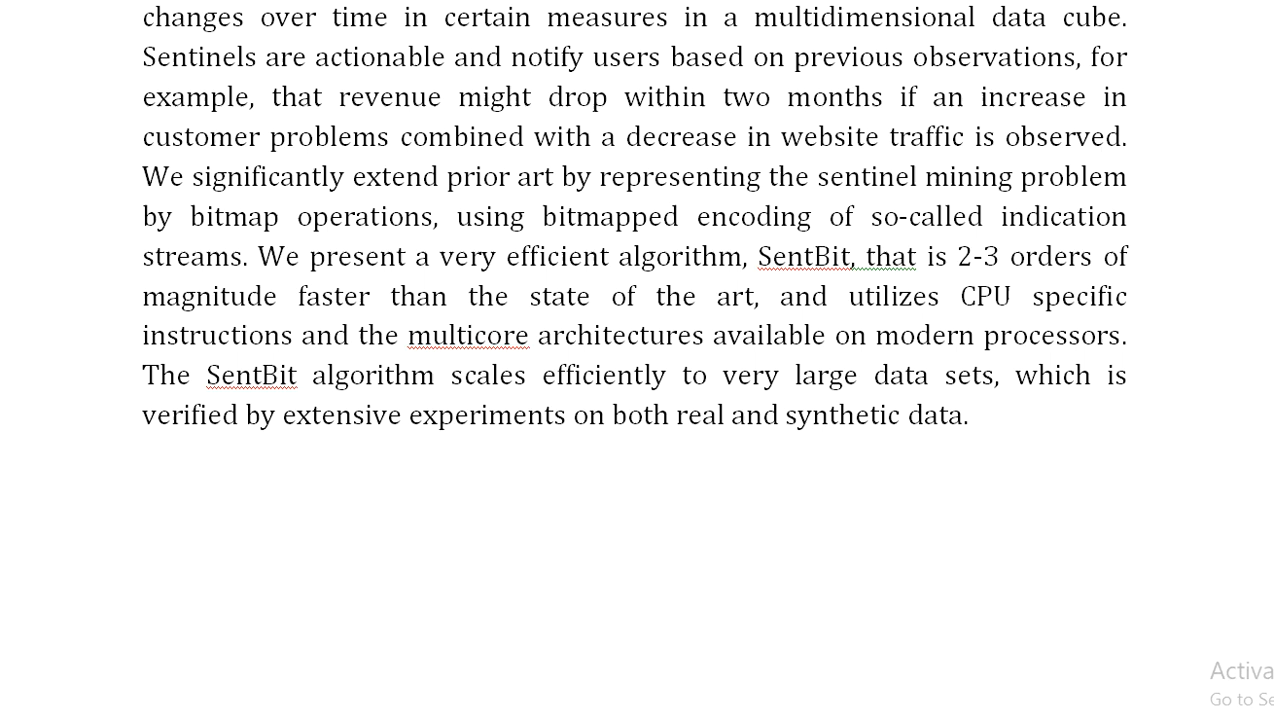 changes over time in certain measures in a multidimensional data cube.
Sentinels are actionable and notify users based on previous observations, for
example, that revenue might drop within two months if an increase in
customer problems combined with a decrease in website traffic is observed.
We significantly extend prior art by representing the sentinel mining problem
by bitmap operations, using bitmapped encoding of so-called indication
streams. We present a very efficient algorithm, SentBit, that is 2-3 orders of
magnitude faster than the state of the art, and utilizes CPU specific
instructions and the multicore architectures available on modern processors.
The SentBit algorithm scales efficiently to very large data sets, which is
verified by extensive experiments on both real and synthetic data.
Activa
Go to Se